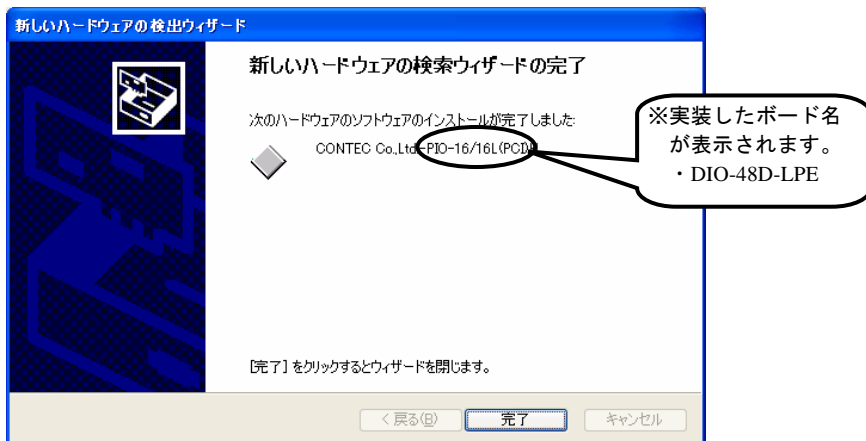 新しいハードウェアの検出ウィザード
新しいハードウェアの検索ウィザードの完了
次のハードウェアのソフトウェアのインストールが完了しました:
CONTEC Co.,Ltd-PIO-16/16L(PCI)
※実装したボード名
が表示されます。
・DIO-48D-LPE
[完了] をクリックするとウィザードを閉じます。
< 戻る(B)
完了
キャンセル